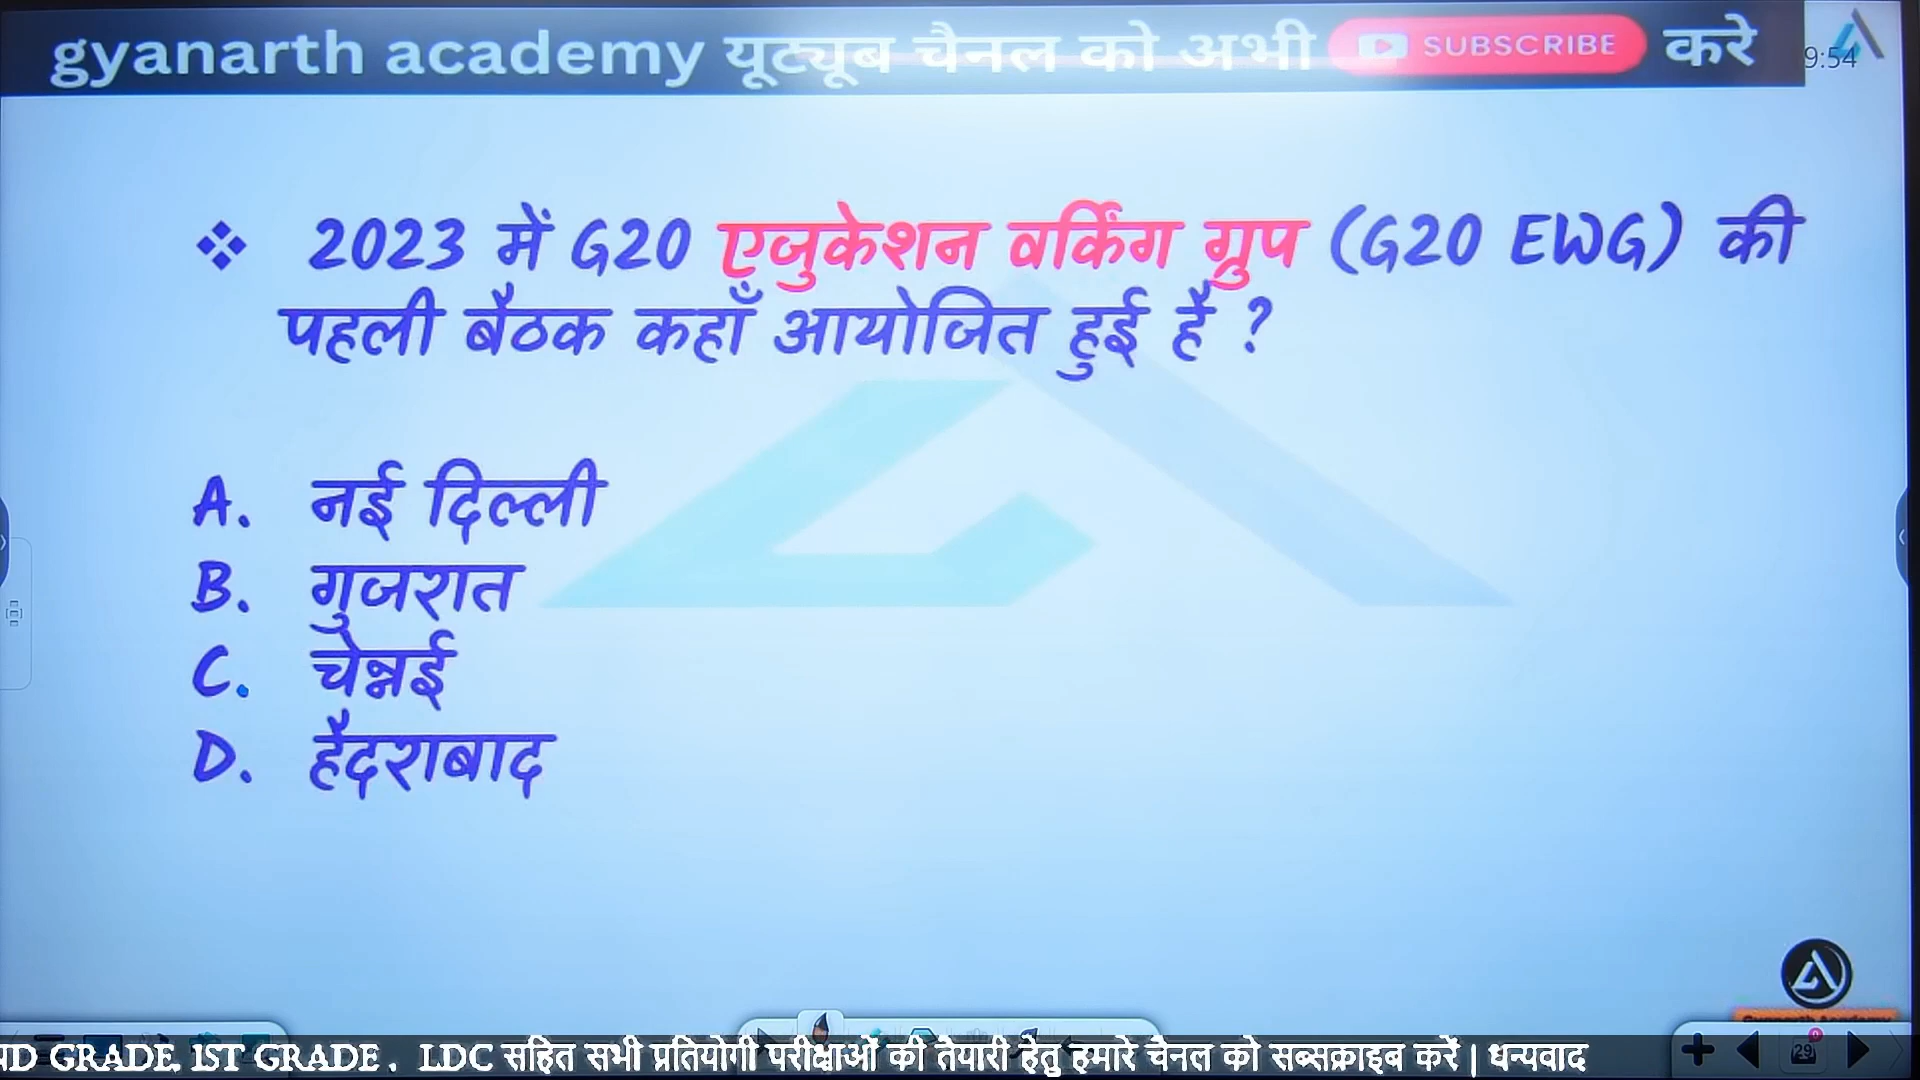 gyanarth academy यूट्यूब चैनल को अभी SUBSCRIBE करे
9:54
❖ 2023 में G20 एजुकेशन वर्किंग ग्रुप (G20 EWG) की
पहली बैठक कहाँ आयोजित हुई है ?
A. नई दिल्ली
B. गुजरात
C. चेन्नई
D. हैदराबाद
GRADE, 1ST GRADE . LDC सहित सभी प्रतियोगी परीक्षाओं की तैयारी हेतु हमारे चैनल को सब्सक्राइब करें | धन्यवाद
29